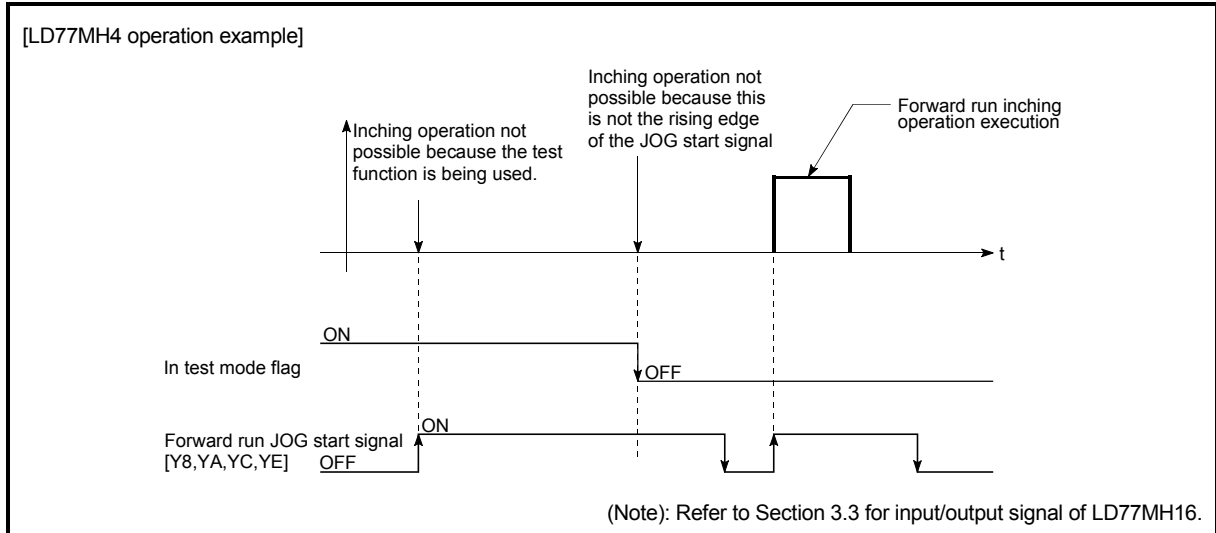 [LD77MH4 operation example]
Inching operation not
possible because the test
function is being used.
Inching operation not
possible because this
is not the rising edge
of the JOG start signal
Forward run inching
operation execution
t
ON
In test mode flag
OFF
ON
Forward run JOG start signal
[Y8,YA,YC,YE]
OFF
(Note): Refer to Section 3.3 for input/output signal of LD77MH16.